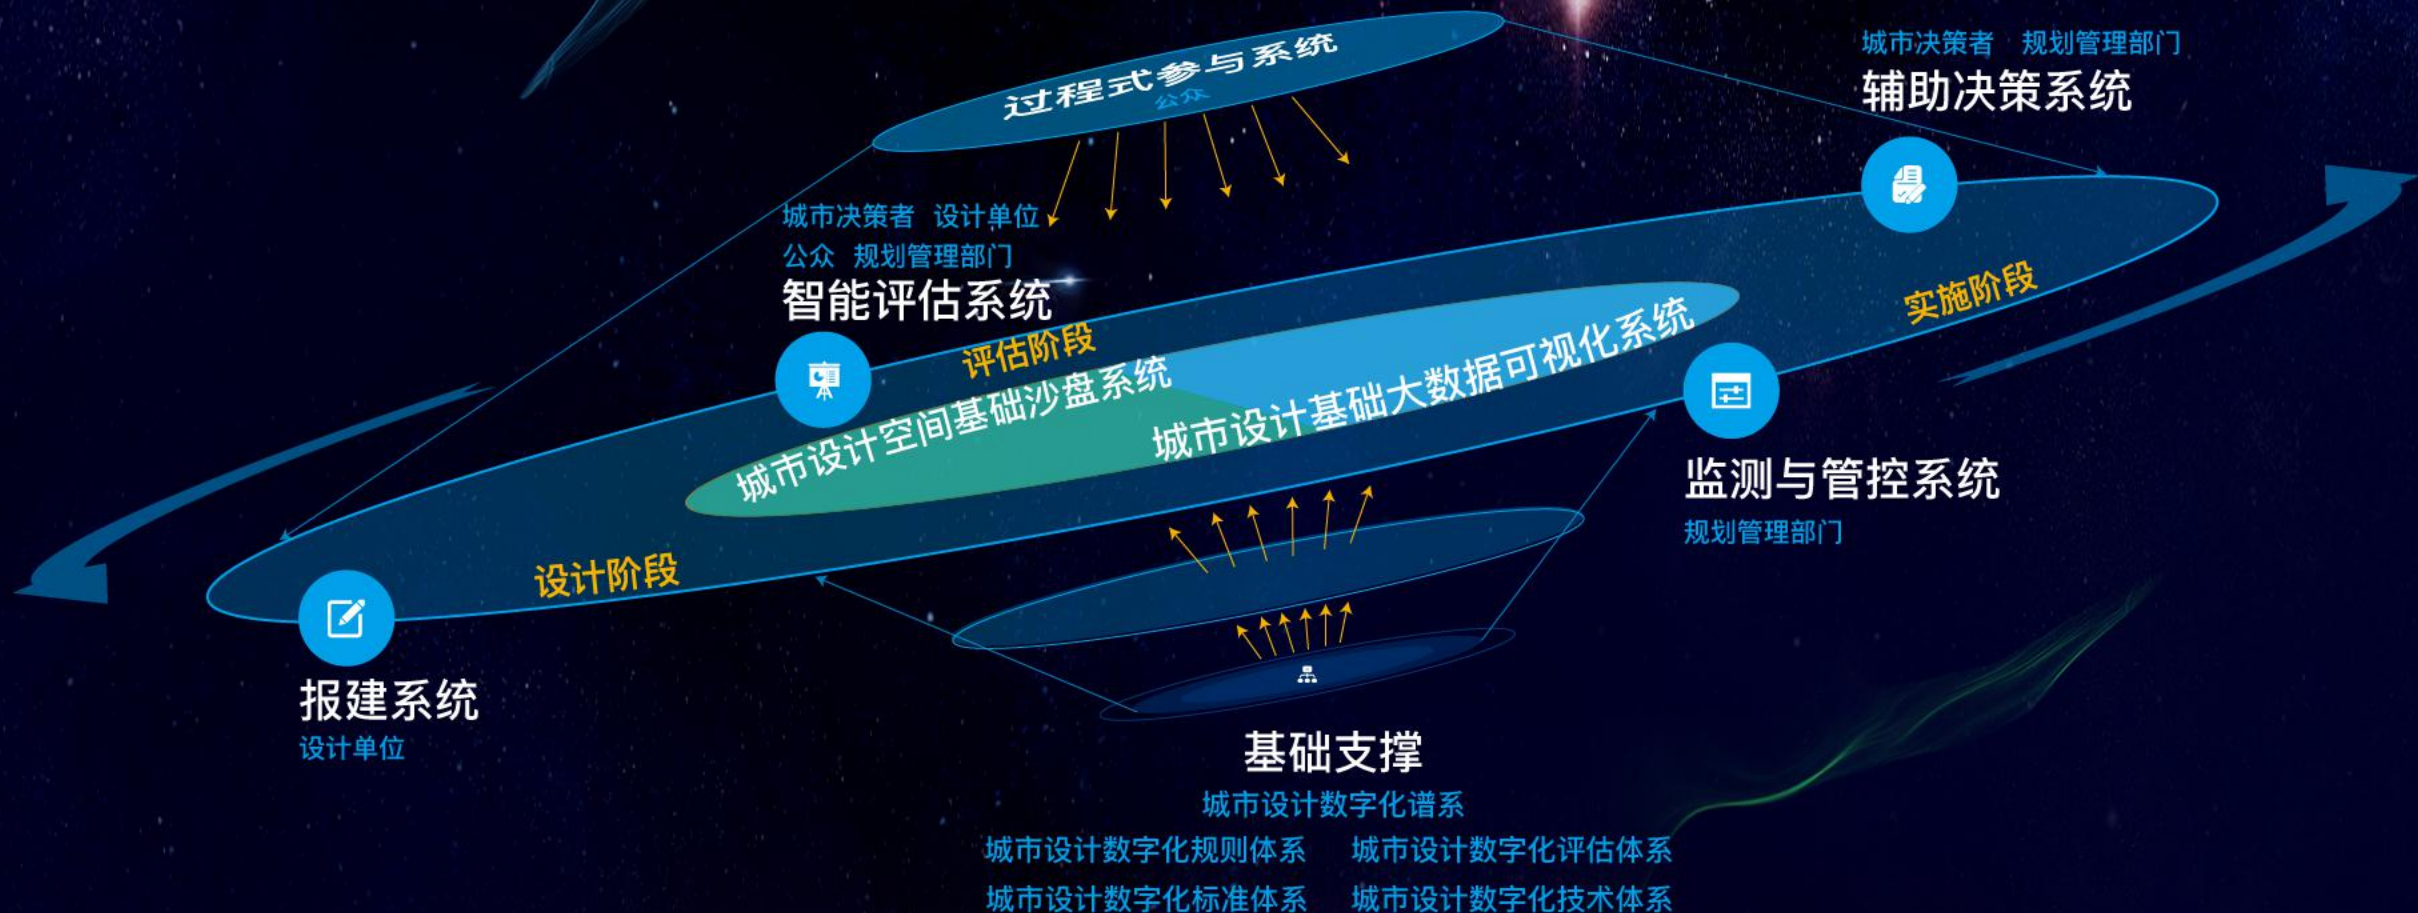 过程式参与系统
公众
城市决策者 规划管理部门
辅助决策系统
城市决策者 设计单位
公众 规划管理部门
智能评估系统
评估阶段
实施阶段
城市设计空间基础沙盘系统
城市设计基础大数据可视化系统
监测与管控系统
规划管理部门
设计阶段
报建系统
设计单位
基础支撑
城市设计数字化谱系
城市设计数字化规则体系 城市设计数字化评估体系
城市设计数字化标准体系 城市设计数字化技术体系